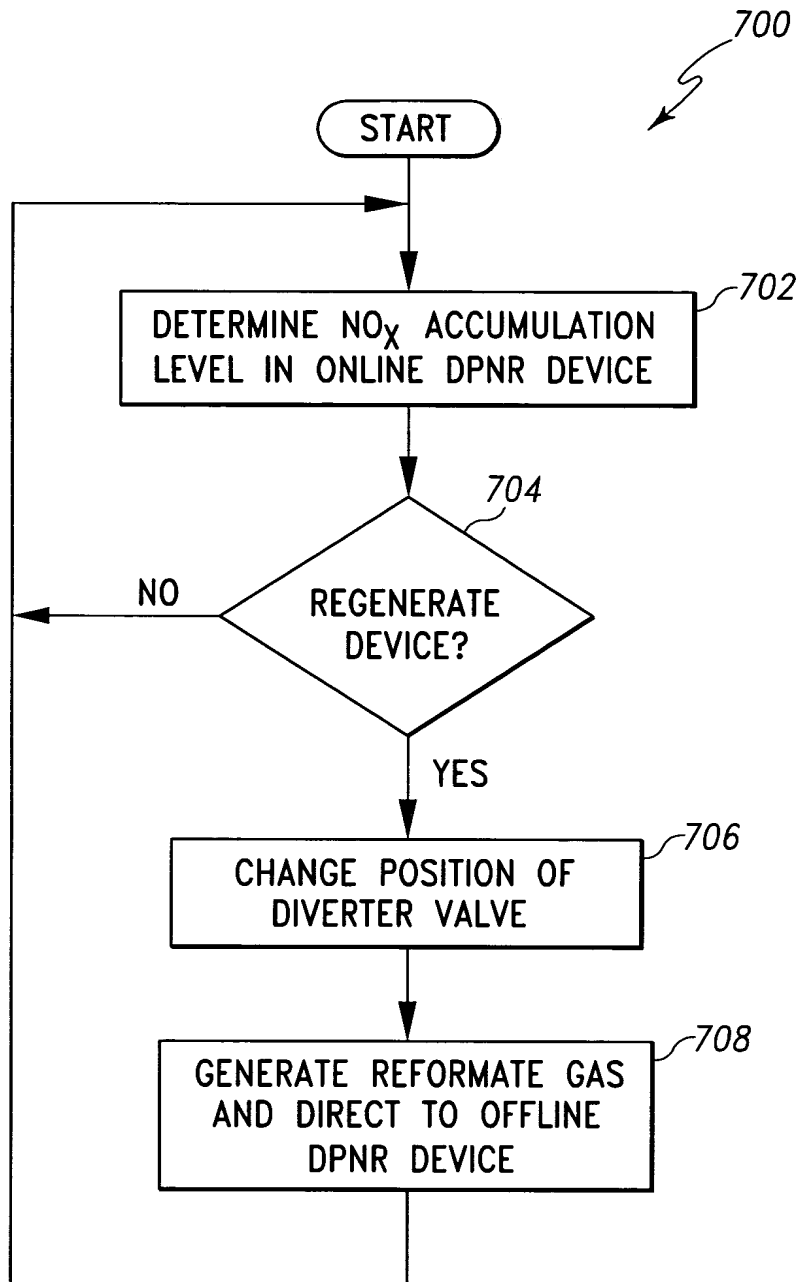 700
START
702
DETERMINE NOX ACCUMULATION
LEVEL IN ONLINE DPNR DEVICE
704
REGENERATE
DEVICE?
NO
YES
706
CHANGE POSITION OF
DIVERTER VALVE
708
GENERATE REFORMATE GAS
AND DIRECT TO OFFLINE
DPNR DEVICE